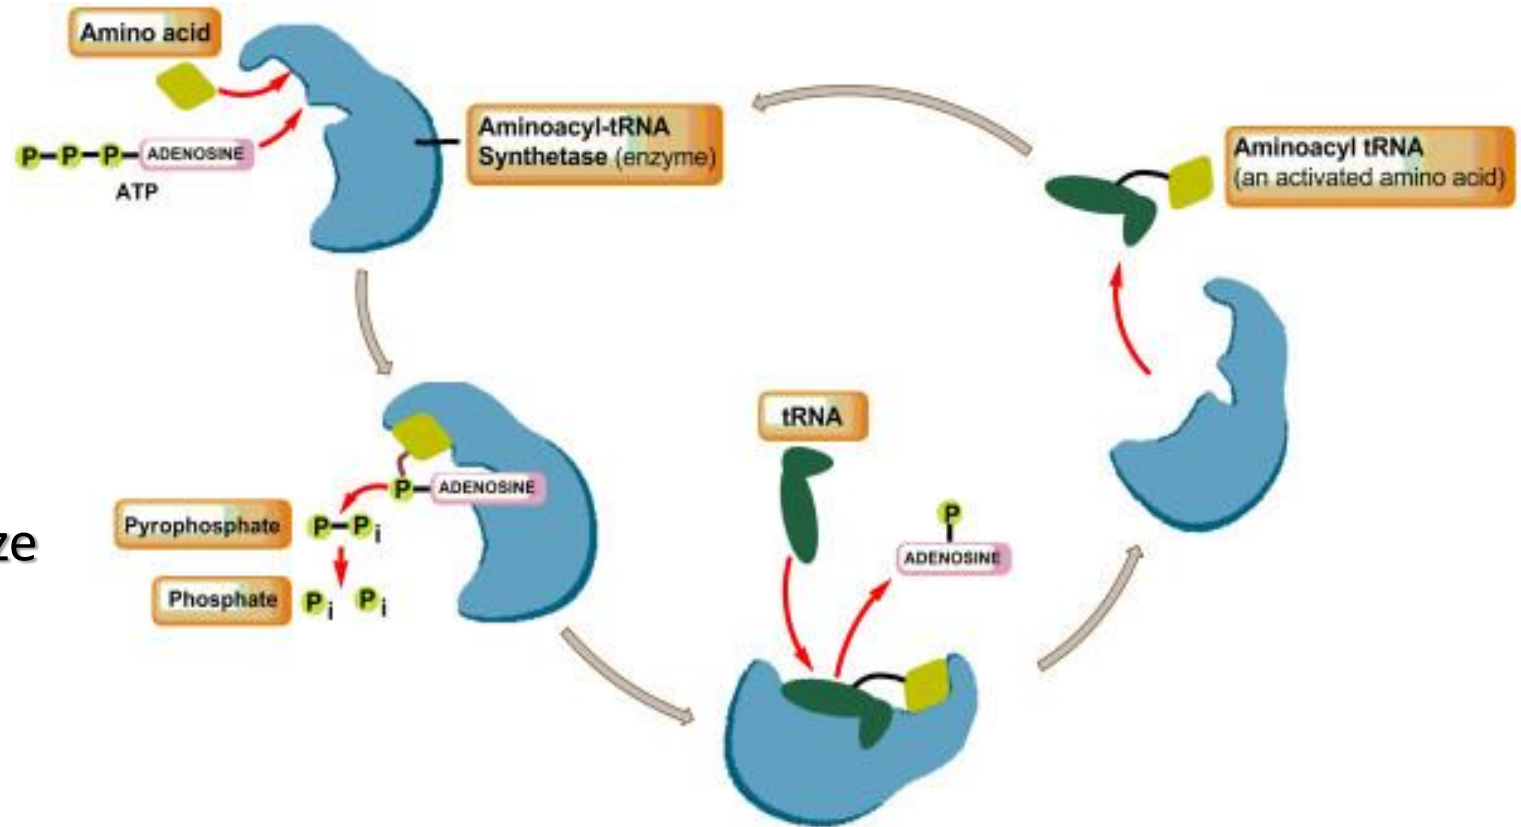 Amino acid
P–P–P–ADENOSINE
ATP
Aminoacyl-tRNA
Synthetase (enzyme)
Aminoacyl tRNA
(an activated amino acid)
P–ADENOSINE
Pyrophosphate
P–Pi
Phosphate
Pi Pi
ze
tRNA
P
ADENOSINE